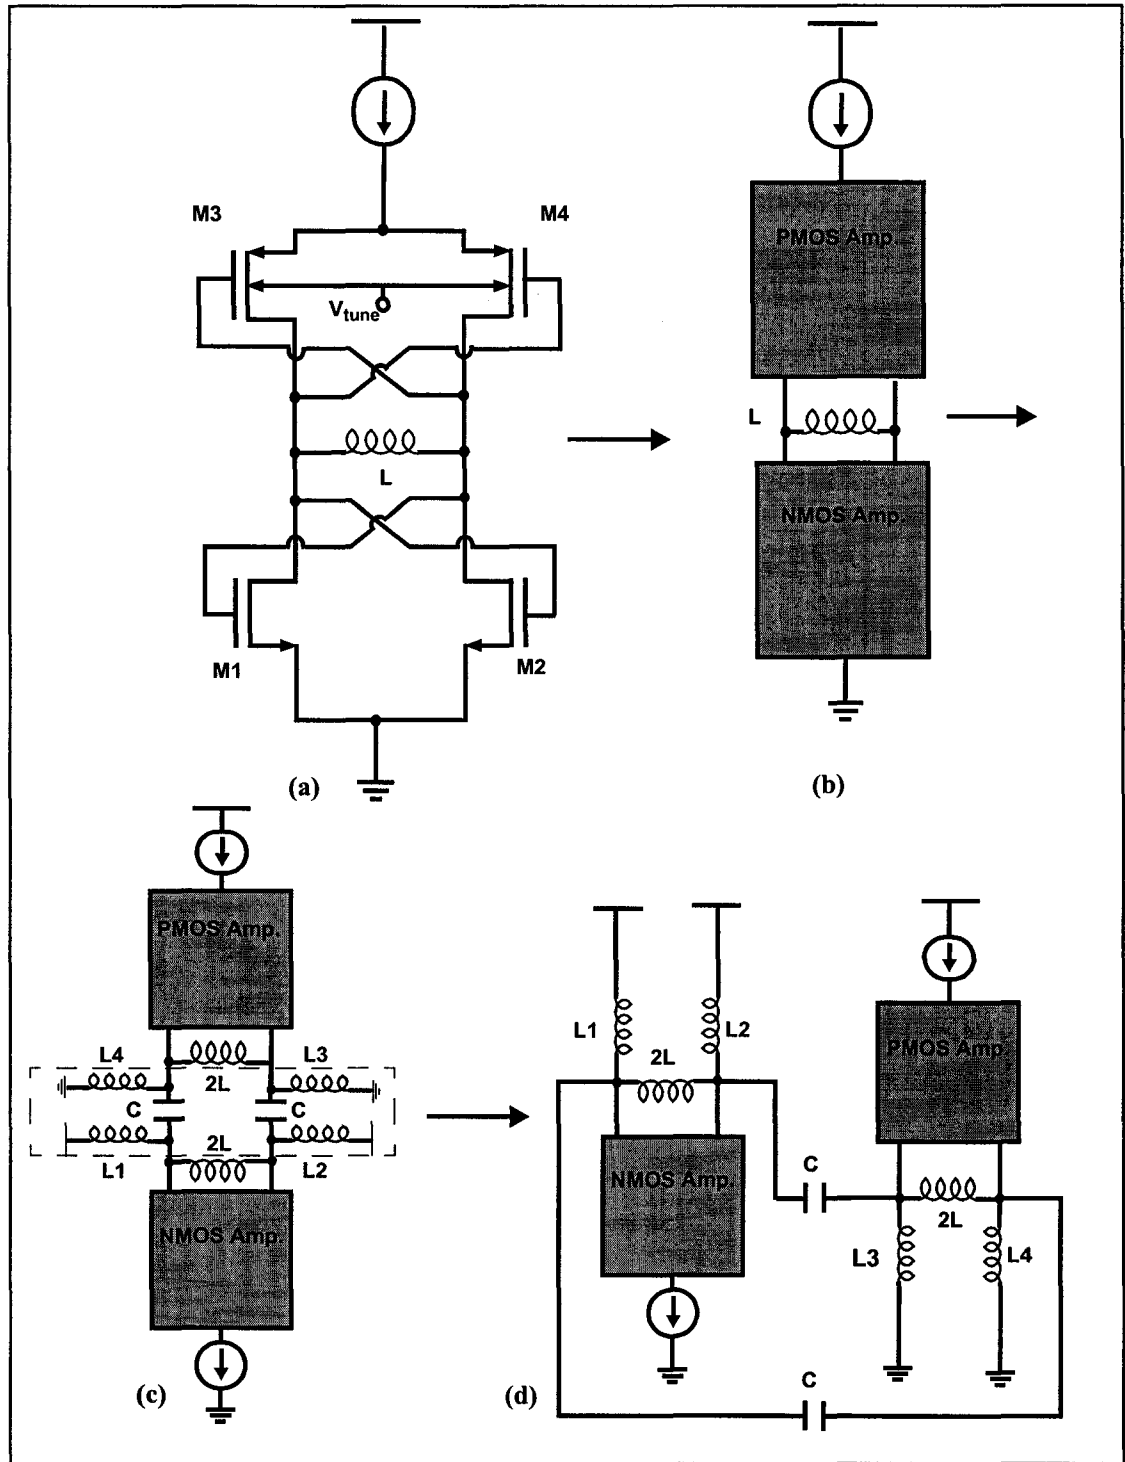 M3
M4
Vtune
L
M1
M2
(a)
PMOS Amp.
L
NMOS Amp.
(b)
PMOS Amp.
L4
L3
2L
C
C
2L
L1
L2
NMOS Amp.
(c)
L1
L2
2L
NMOS Amp.
C
PMOS Amp.
2L
L3
L4
C
(d)